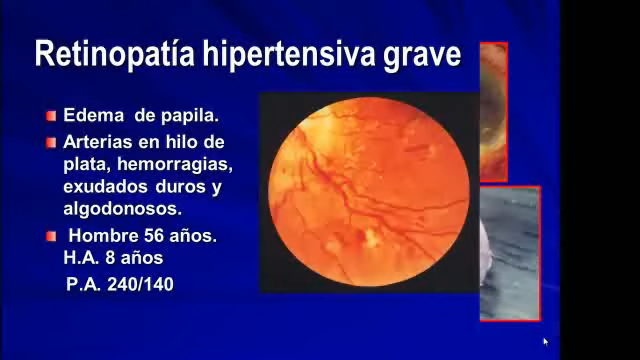 Retinopatía hipertensiva grave
Edema de papila.
Arterias en hilo de
plata, hemorragias,
exudados duros y
algodonosos.
Hombre 56 años.
H.A. 8 años
P.A. 240/140